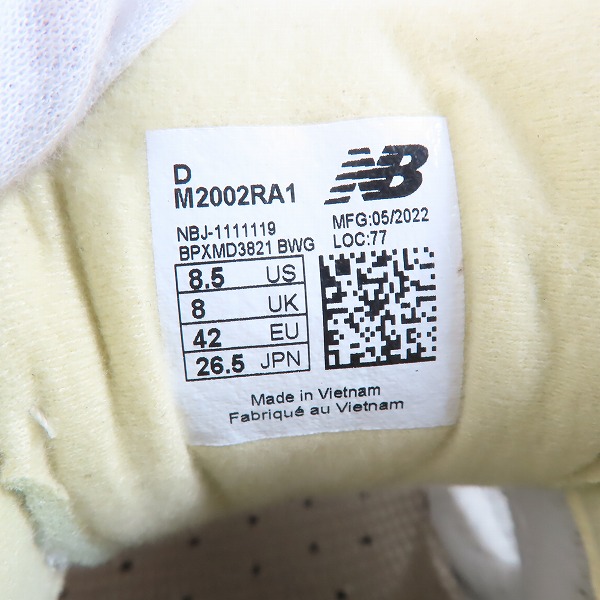 D
M2002RA1
NB
NBJ-1111119
BPXMD3821 BWG
MFG:05/2022
LOC:77
8.5 US
8 UK
42 EU
26.5 JPN
Made in Vietnam
Fabriqué au Vietnam